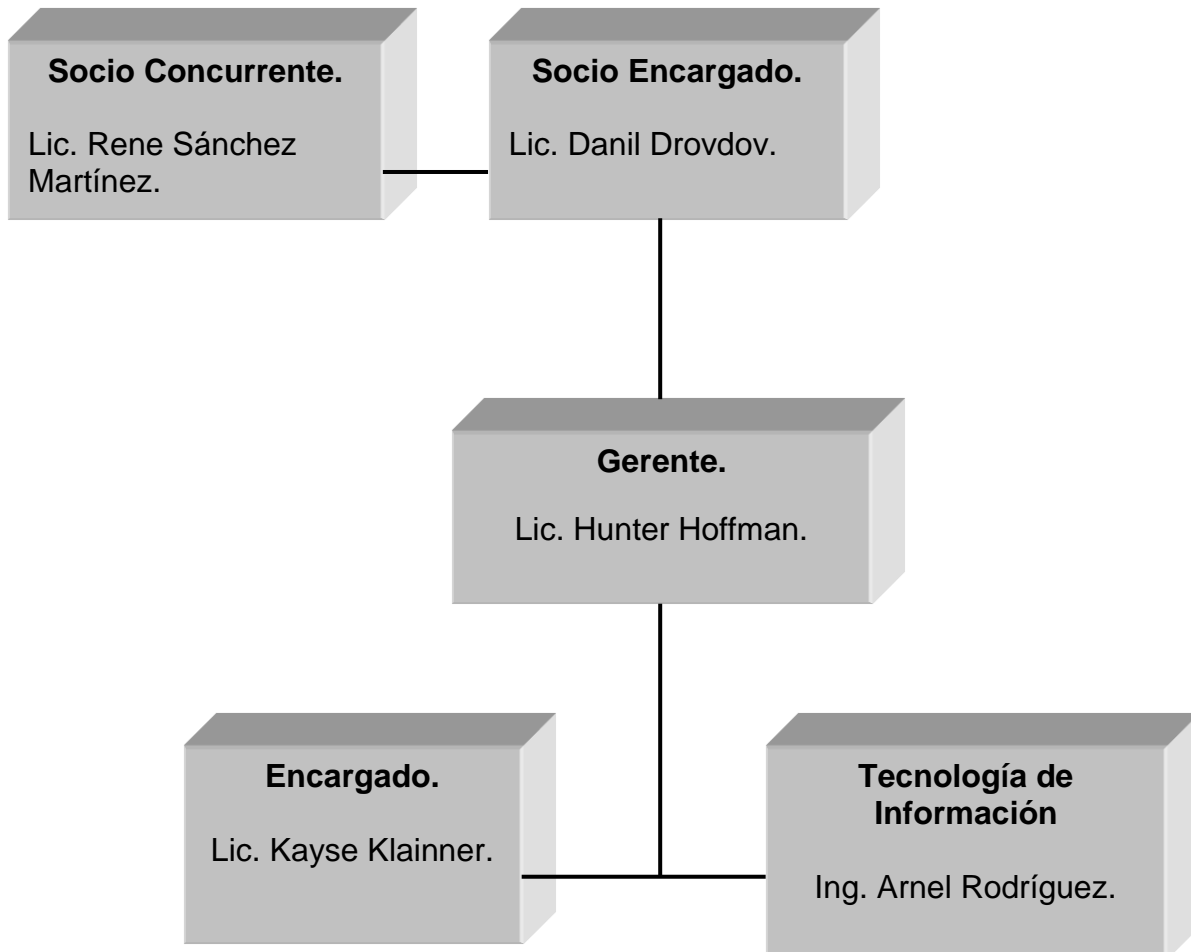 Socio Concurrente.
Lic. Rene Sánchez
Martínez.
Socio Encargado.
Lic. Danil Drovdov.
Gerente.
Lic. Hunter Hoffman.
Encargado.
Lic. Kayse Klainner.
Tecnología de
Información
Ing. Arnel Rodríguez.